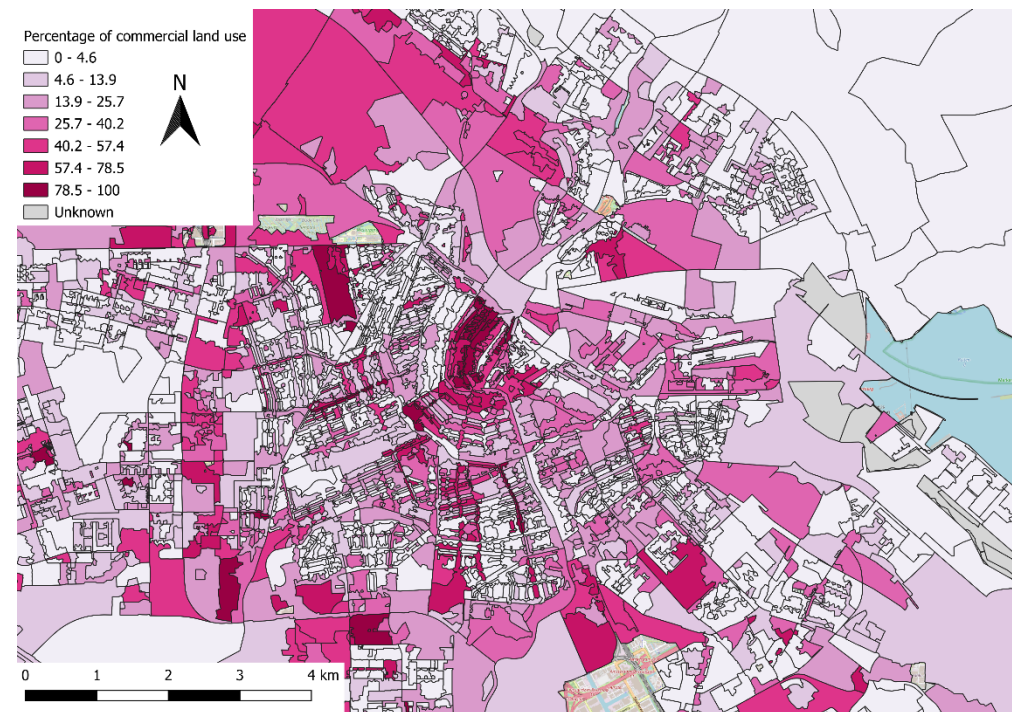 Percentage of commercial land use
0 - 4.6
4.6 - 13.9
13.9 - 25.7
25.7 - 40.2
40.2 - 57.4
57.4 - 78.5
78.5 - 100
Unknown
N
0 1 2 3 4 km